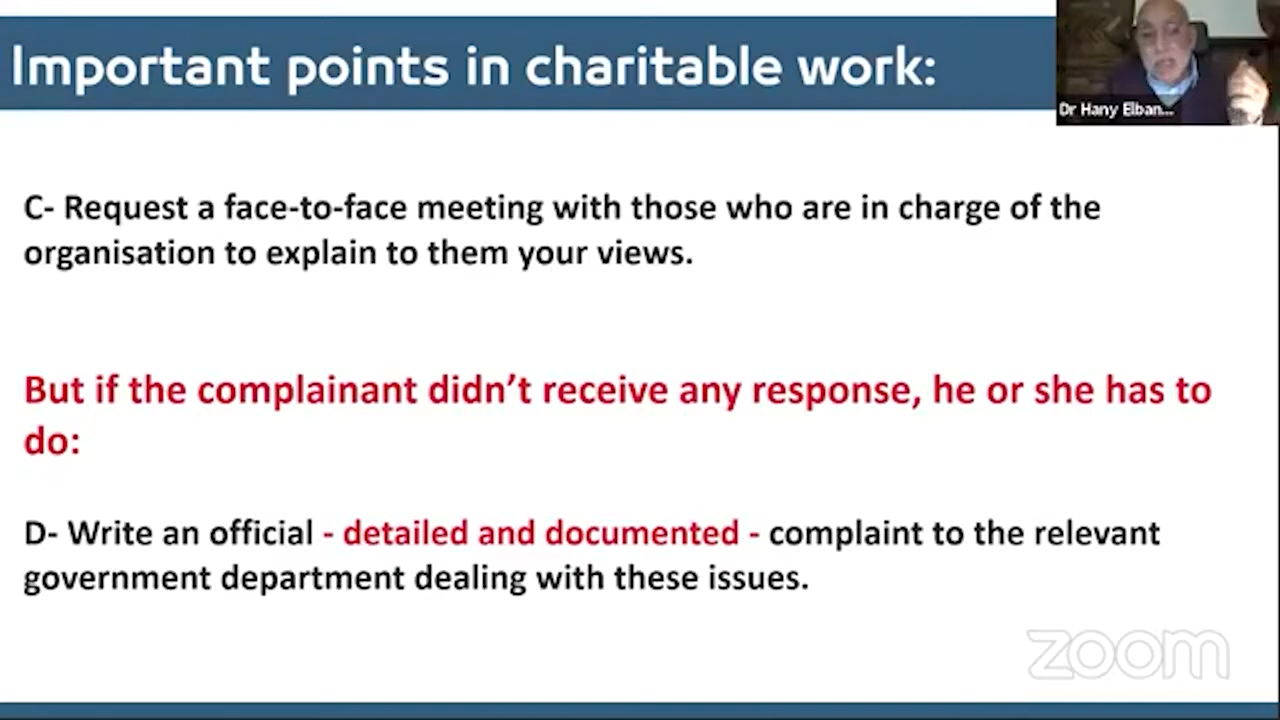 Important points in charitable work:
Dr Hany Elban...
C- Request a face-to-face meeting with those who are in charge of the
organisation to explain to them your views.
But if the complainant didn’t receive any response, he or she has to
do:
D- Write an official - detailed and documented - complaint to the relevant
government department dealing with these issues.
zoom